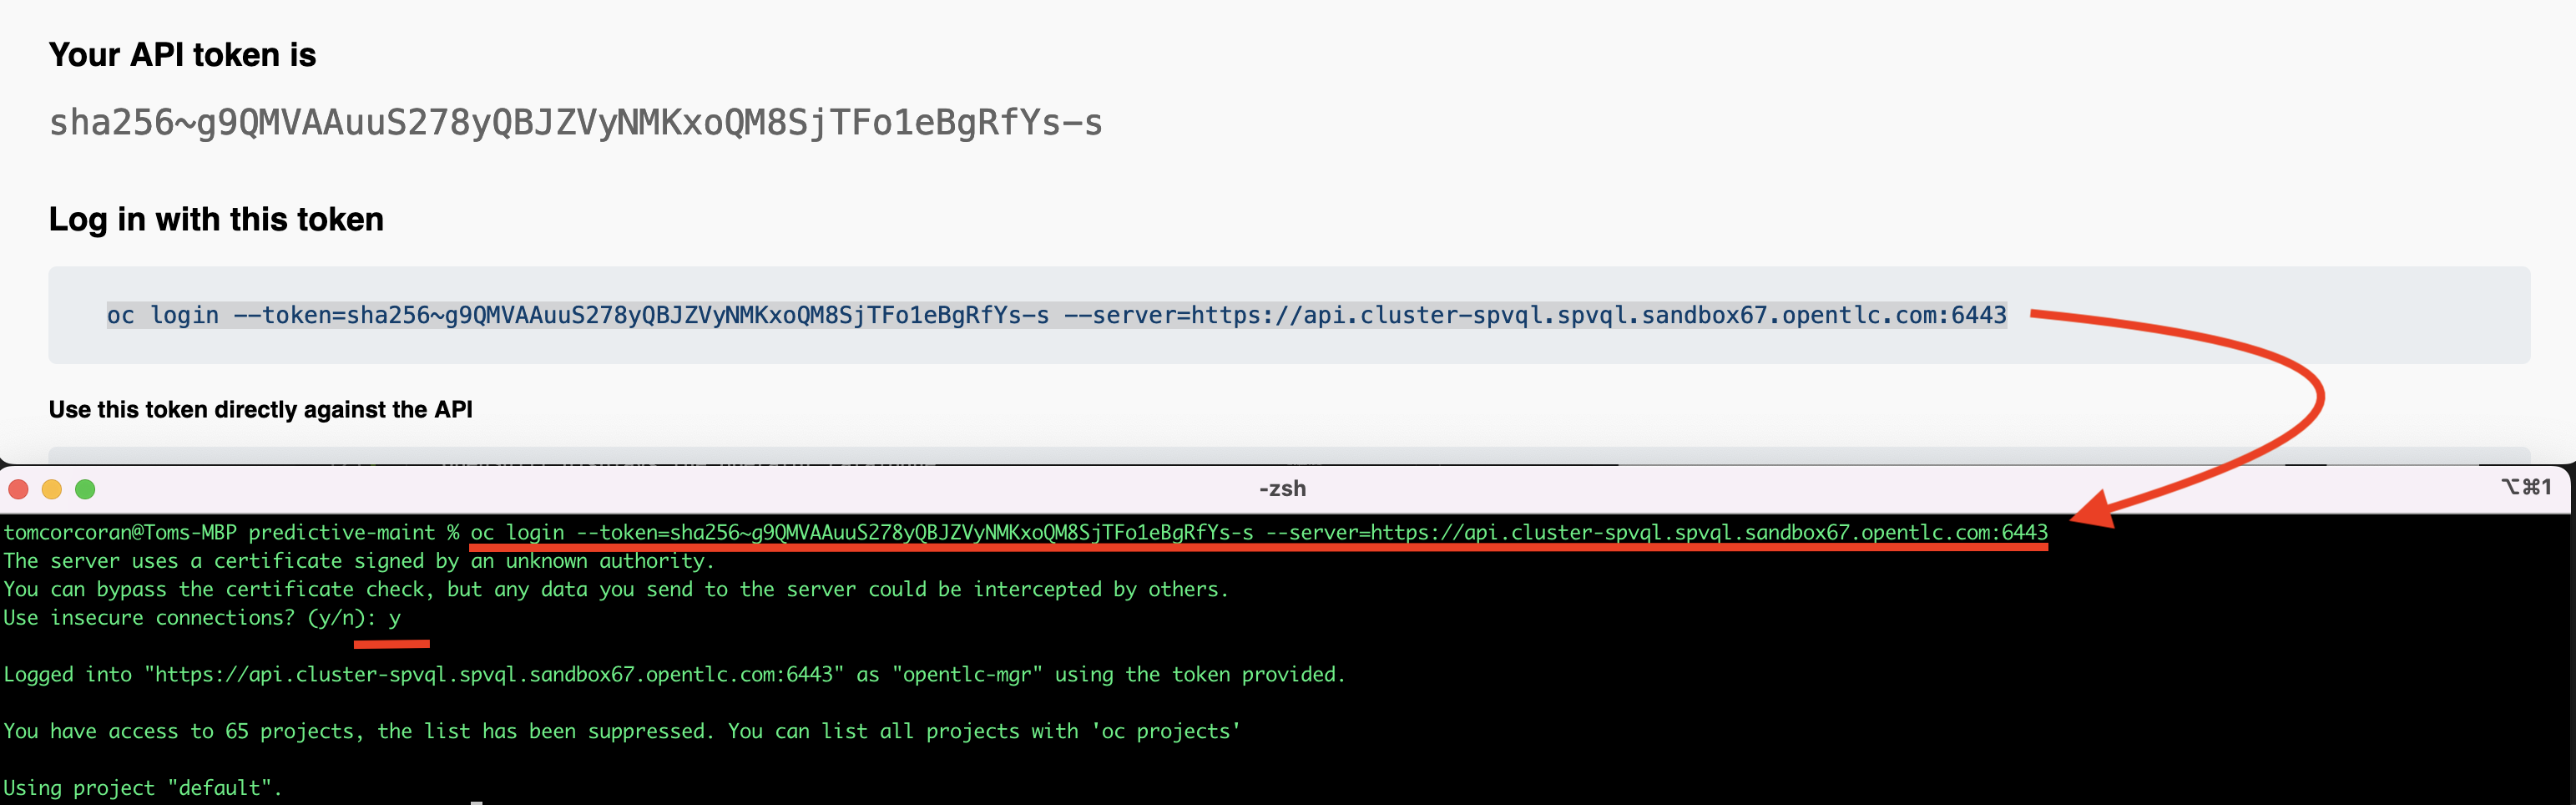 Your API token is
sha256~g9QMVAAuuS278yQBJZVyNMKxoQM8SjTFo1eBgRfYs-s
Log in with this token
oc login --token=sha256~g9QMVAAuuS278yQBJZVyNMKxoQM8SjTFo1eBgRfYs-s --server=https://api.cluster-spvql.spvql.sandbox67.opentlc.com:6443
Use this token directly against the API
-zsh
⌥⌘1
tomcorcoran@Toms-MBP predictive-maint % oc login --token=sha256~g9QMVAAuuS278yQBJZVyNMKxoQM8SjTFo1eBgRfYs-s --server=https://api.cluster-spvql.spvql.sandbox67.opentlc.com:6443
The server uses a certificate signed by an unknown authority.
You can bypass the certificate check, but any data you send to the server could be intercepted by others.
Use insecure connections? (y/n): y
Logged into "https://api.cluster-spvql.spvql.sandbox67.opentlc.com:6443" as "opentlc-mgr" using the token provided.
You have access to 65 projects, the list has been suppressed. You can list all projects with 'oc projects'
Using project "default".